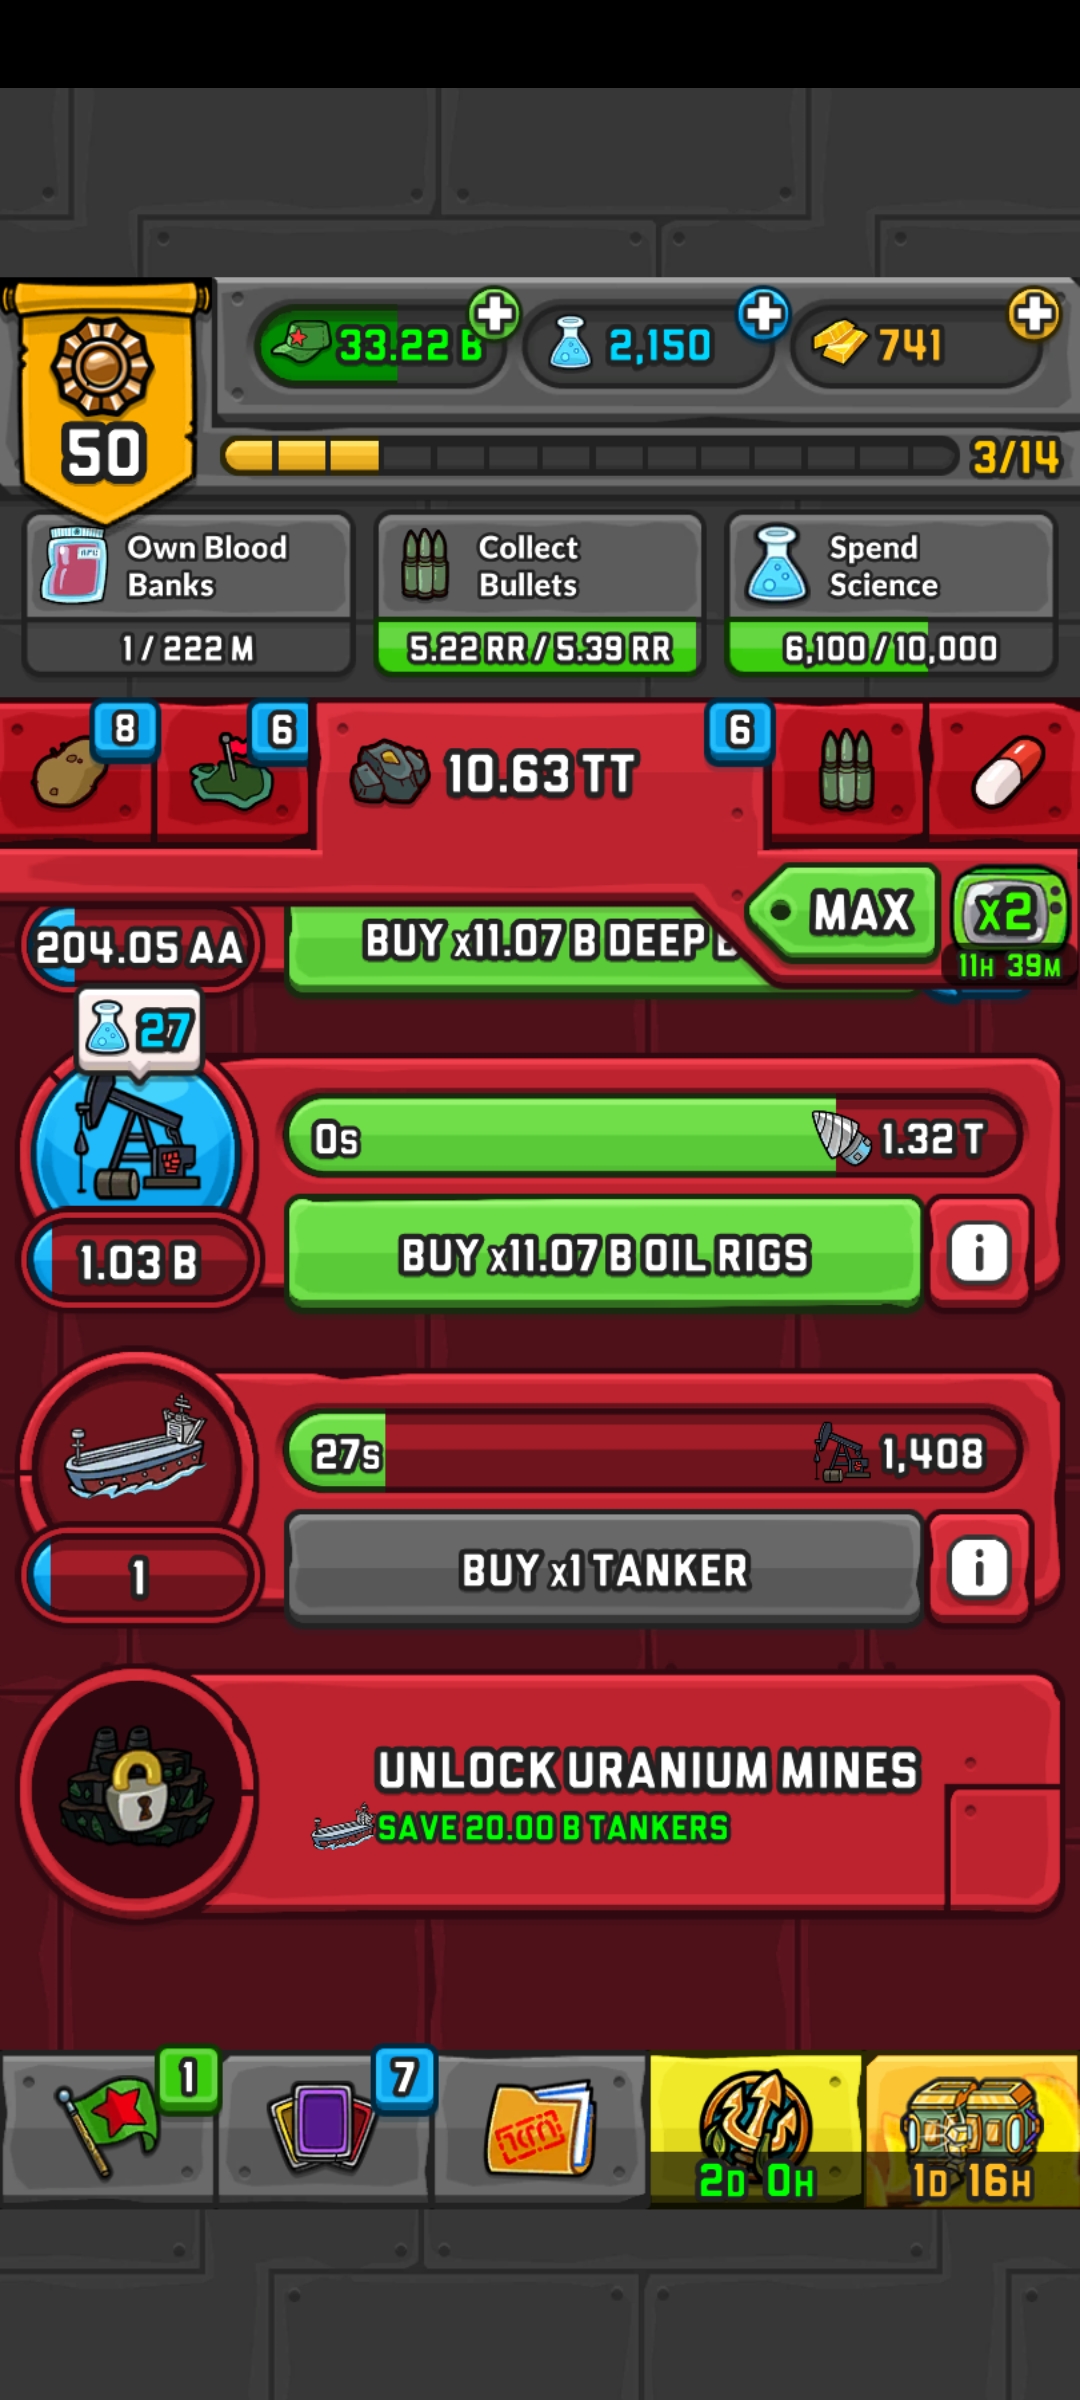 33.22 B
2,150
741
50
3/14
Own Blood
Banks
1 / 222 M
Collect
Bullets
5.22 RR / 5.39 RR
Spend
Science
6,100 / 10,000
8
6
10.63 TT
6
MAX
x2
11H 39M
204.05 AA
BUY x11.07 B DEEP
27
0s
1.32 T
1.03 B
BUY x11.07 B OIL RIGS
i
27s
1,408
1
BUY x1 TANKER
i
UNLOCK URANIUM MINES
SAVE 20.00 B TANKERS
1
7
2D 0H
1D 16H